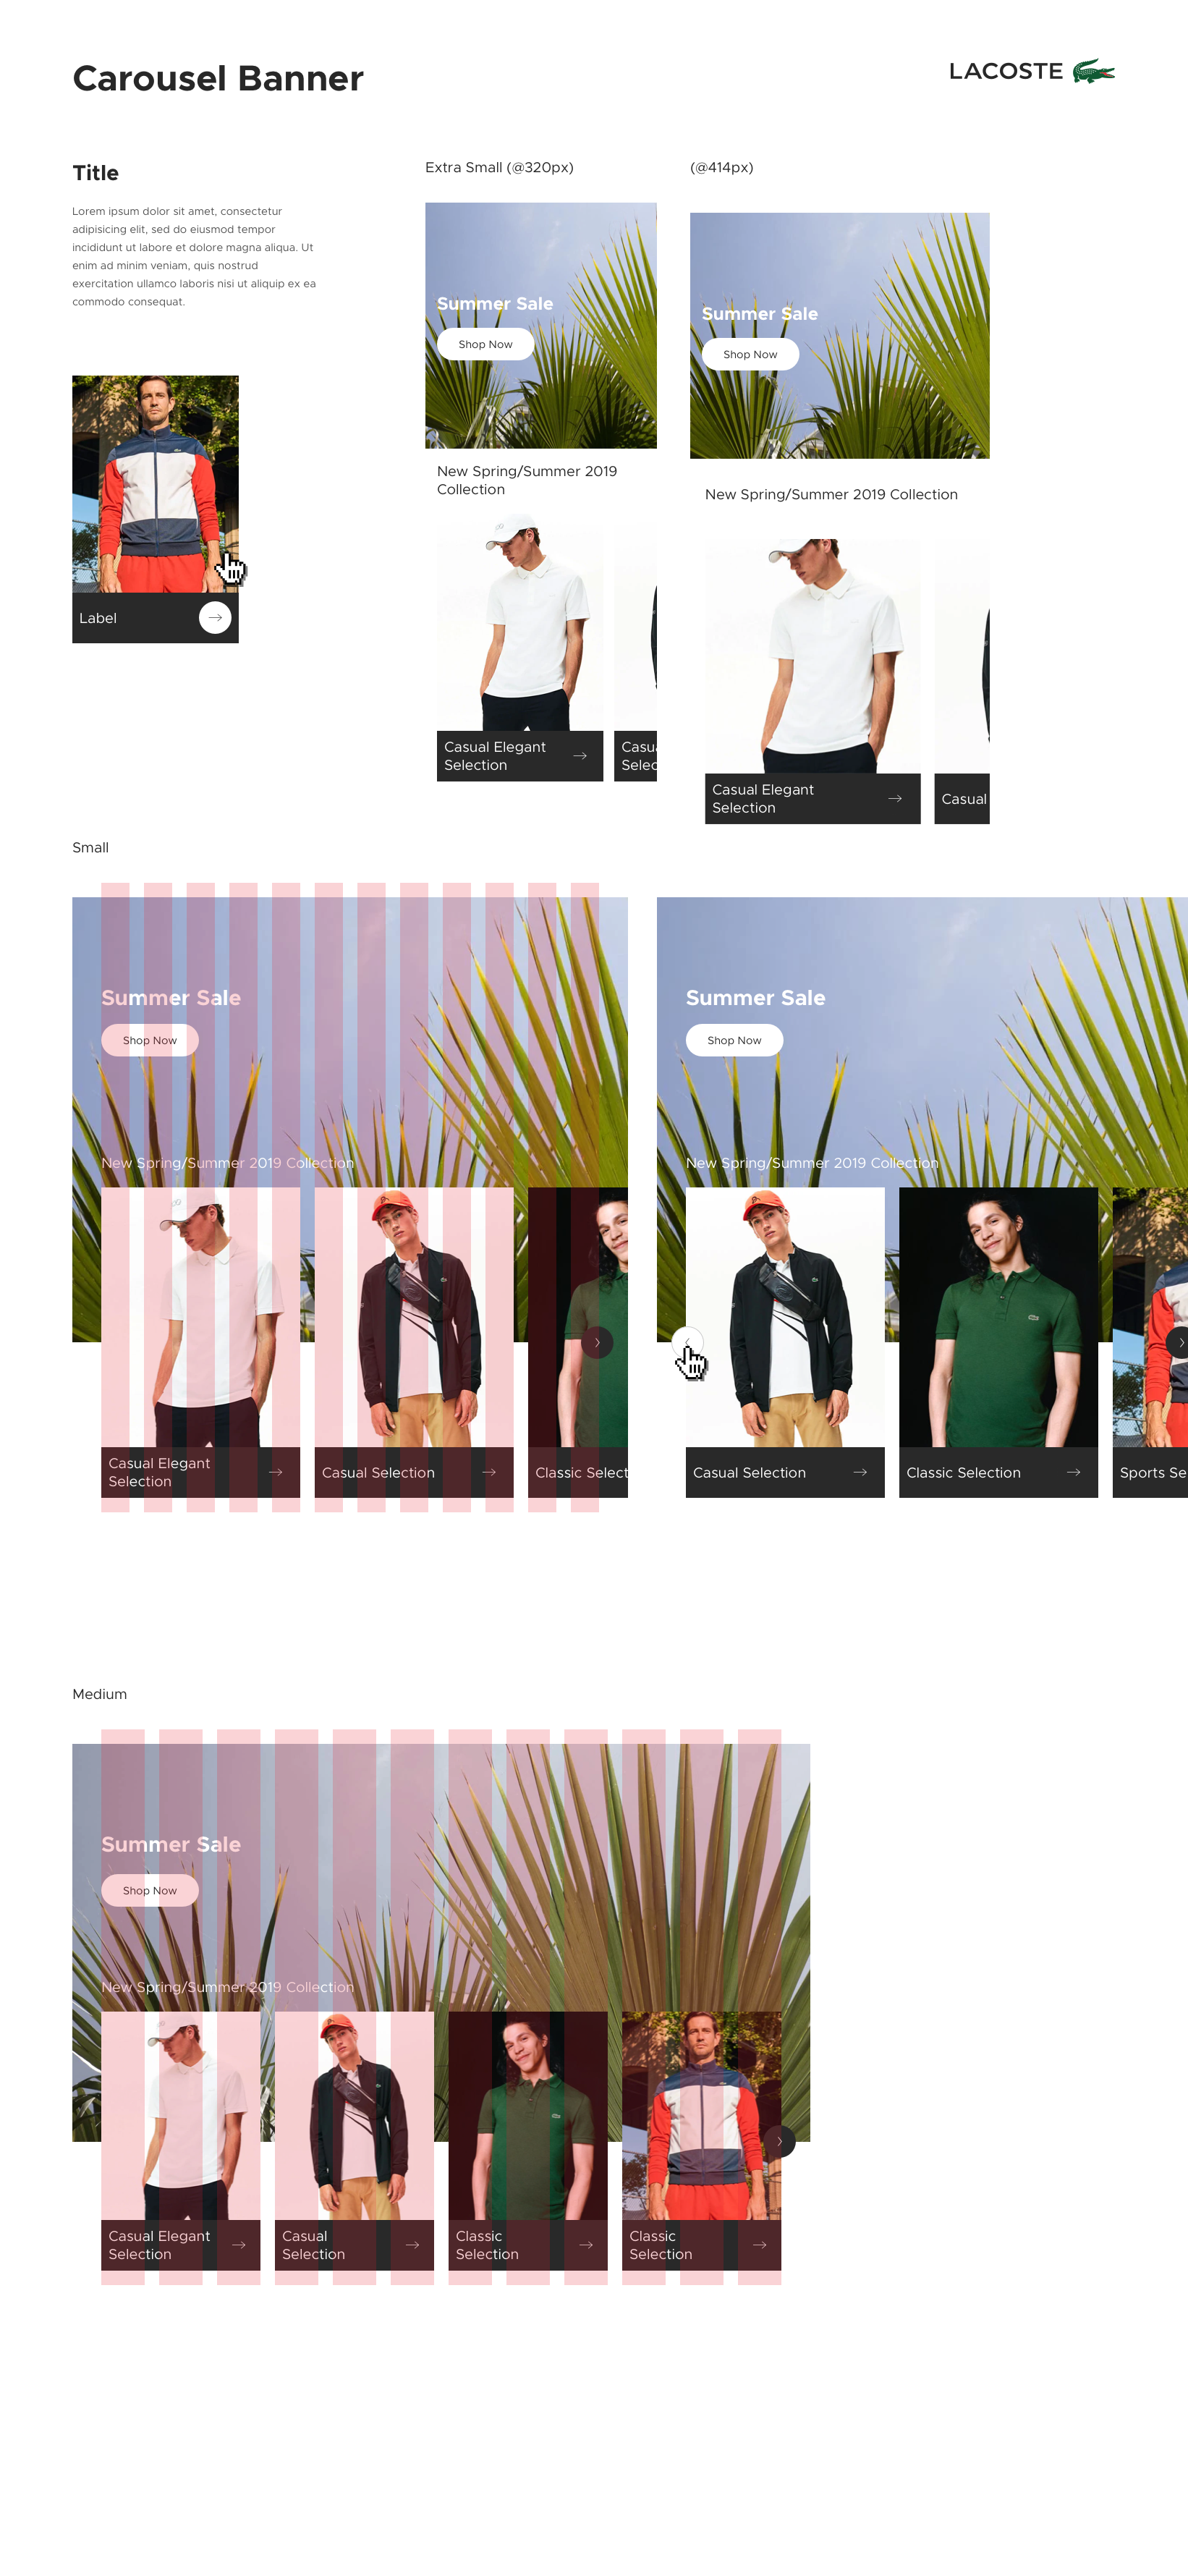 Carousel Banner
LACOSTE
Title
Lorem ipsum dolor sit amet, consectetur
adipisicing elit, sed do eiusmod tempor
incididunt ut labore et dolore magna aliqua. Ut
enim ad minim veniam, quis nostrud
exercitation ullamco laboris nisi ut aliquip ex ea
commodo consequat.
Label
Extra Small (@320px)
Summer Sale
Shop Now
New Spring/Summer 2019
Collection
Casual Elegant
Selection
Casua
Selec
(@414px)
Summer Sale
Shop Now
New Spring/Summer 2019 Collection
Casual Elegant
Selection
Casual
Small
Summer Sale
Shop Now
New Spring/Summer 2019 Collection
Casual Elegant
Selection
Casual Selection
Classic Select
Summer Sale
Shop Now
New Spring/Summer 2019 Collection
Casual Selection
Classic Selection
Sports Se
Medium
Summer Sale
Shop Now
New Spring/Summer 2019 Collection
Casual Elegant
Selection
Casual
Selection
Classic
Selection
Classic
Selection